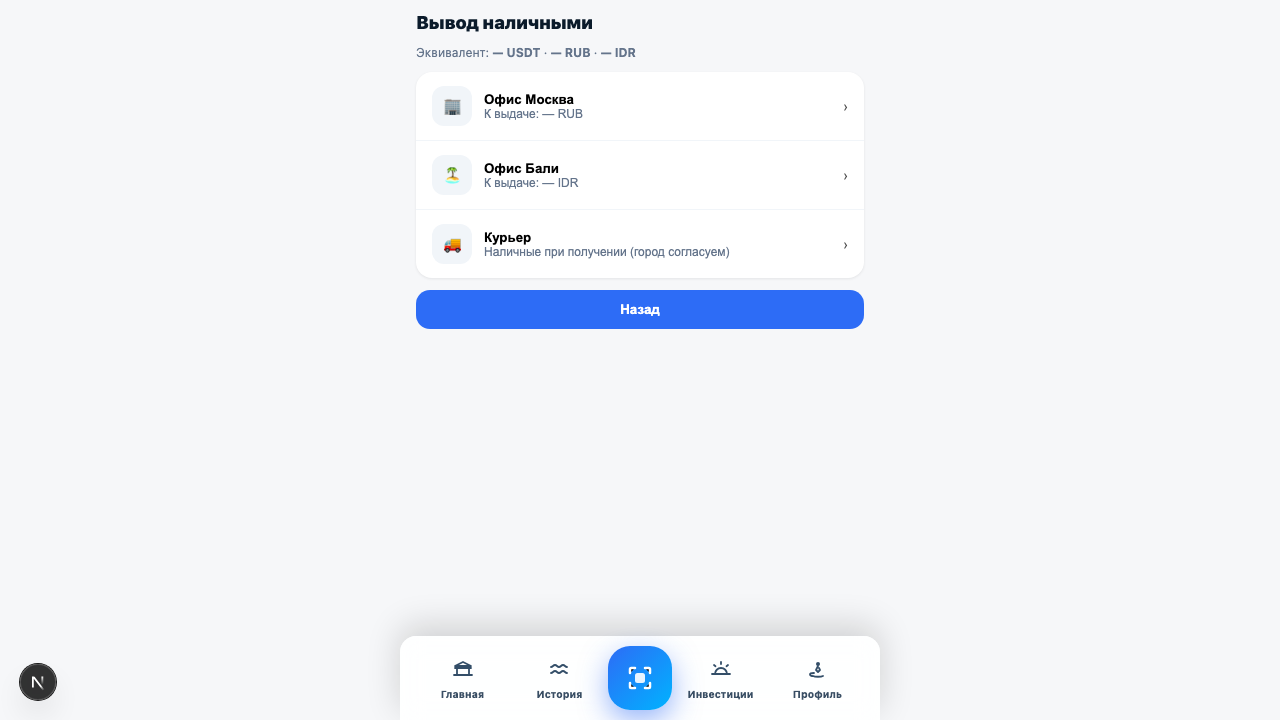 Вывод наличными
Эквивалент: — USDT · — RUB · — IDR
Офис Москва
К выдаче: — RUB
›
Офис Бали
К выдаче: — IDR
›
Курьер
Наличные при получении (город согласуем)
›
Назад
Главная
История
Инвестиции
Профиль
N